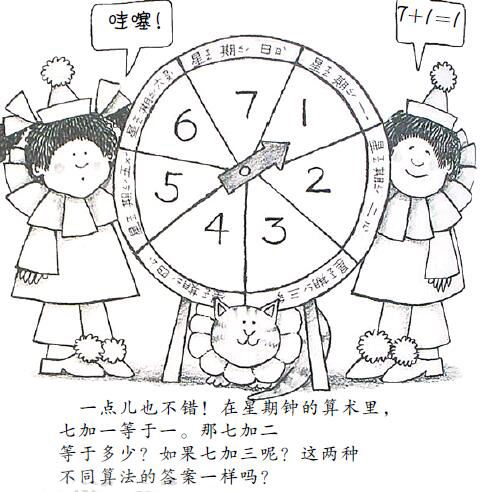 哇噻！
7+1=1
星期日
星期一
星期二
星期三
星期四
星期五
星期六
7
1
2
3
4
5
6
一点儿也不错！在星期钟的算术里，
七加一等于一。那七加二
等于多少？如果七加三呢？这两种
不同算法的答案一样吗？